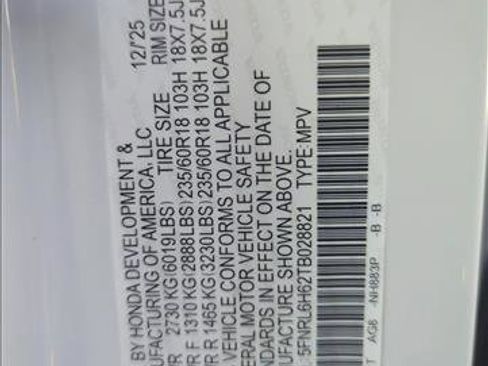 BY HONDA DEVELOPMENT & 12/'25
UFACTURING OF AMERICA, LLC
R 2730 KG(6019LBS) TIRE SIZE RIM SIZE
R F 1310 KG(2888LBS)235/60R18 103H 18X7.5J
R R 1465 KG(3230LBS)235/60R18 103H 18X7.5J
VEHICLE CONFORMS TO ALL APPLICABLE
ERAL MOTOR VEHICLE SAFETY
NDARDS IN EFFECT ON THE DATE OF
UFACTURE SHOWN ABOVE.
:5FNRL6H62TB028821 TYPE:MPV
T AG8 -NH883P -B -B